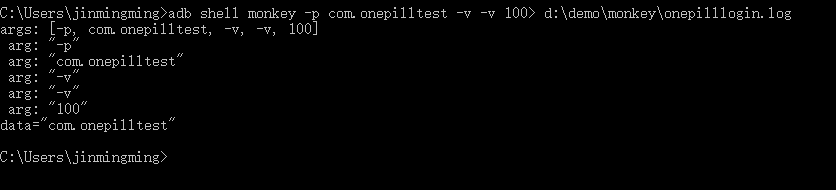 C:\Users\jinmingming>adb shell monkey -p com.onepilltest -v -v 100> d:\demo\monkey\onepilllogin.log
args: [-p, com.onepilltest, -v, -v, 100]
 arg: "-p"
 arg: "com.onepilltest"
 arg: "-v"
 arg: "-v"
 arg: "100"
data="com.onepilltest"
C:\Users\jinmingming>